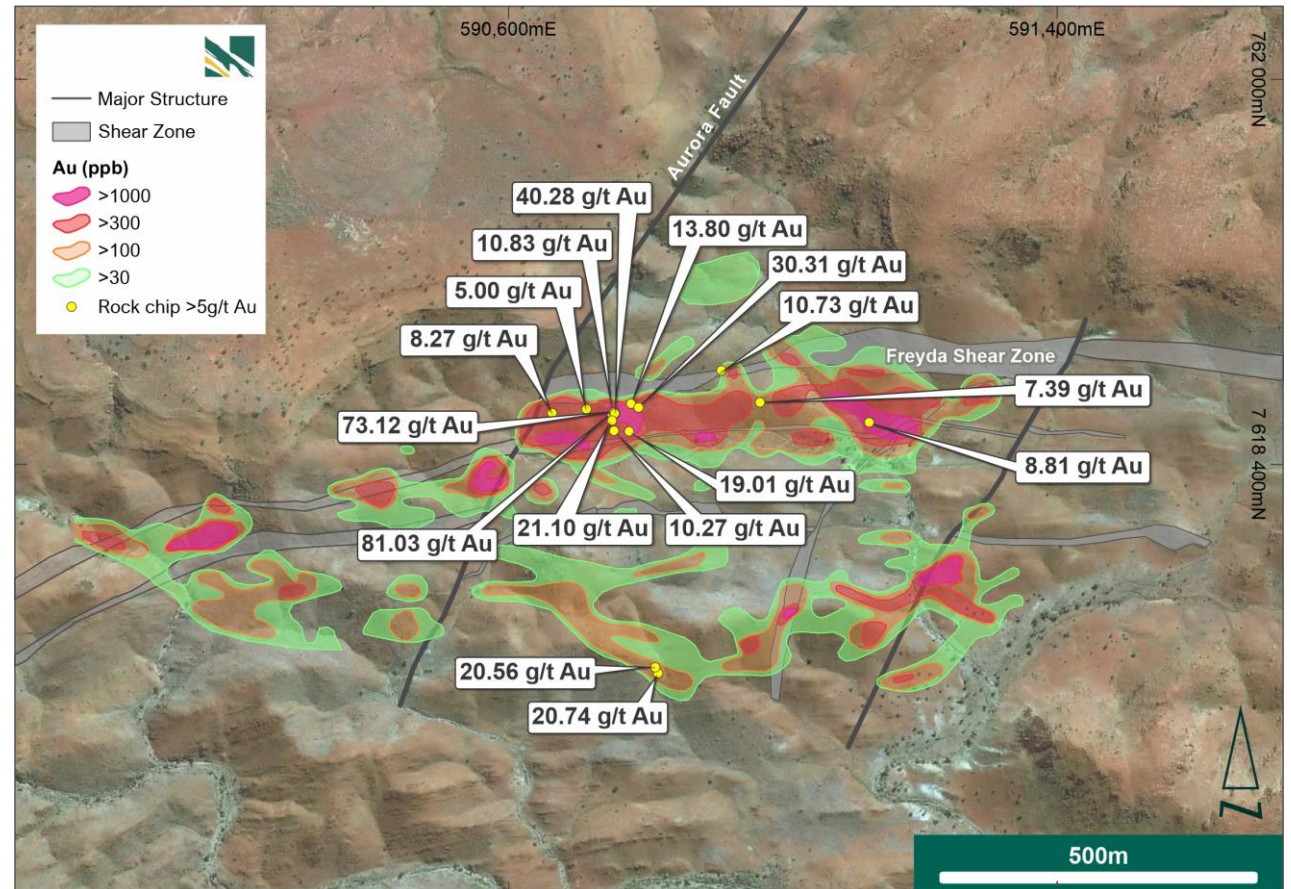 590,600mE
591,400mE
762 000mN
Major Structure
Shear Zone
Au (ppb)
>1000
>300
>100
>30
Rock chip >5g/t Au
Aurora Fault
40.28 g/t Au
13.80 g/t Au
10.83 g/t Au
30.31 g/t Au
5.00 g/t Au
10.73 g/t Au
8.27 g/t Au
Freyda Shear Zone
7.39 g/t Au
73.12 g/t Au
7 618 400mN
8.81 g/t Au
19.01 g/t Au
21.10 g/t Au
10.27 g/t Au
81.03 g/t Au
20.56 g/t Au
20.74 g/t Au
N
500m